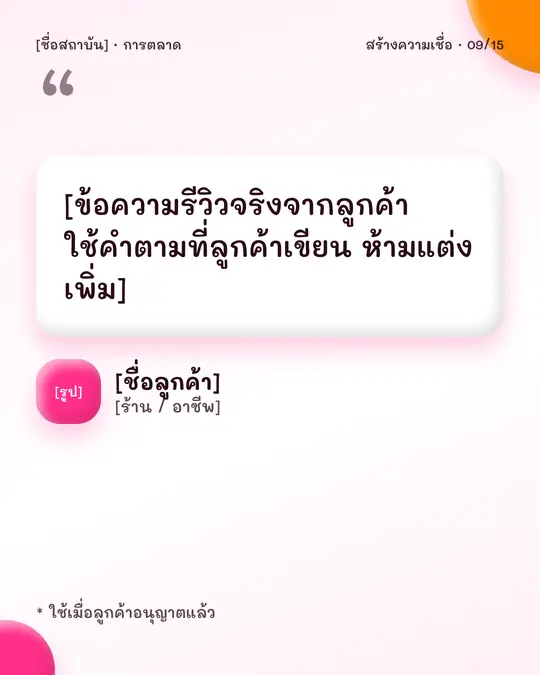 [ชื่อสถาบัน] · การตลาด
สร้างความเชื่อ · 09/15
“
[ข้อความรีวิวจริงจากลูกค้า
ใช้คำตามที่ลูกค้าเขียน ห้ามแต่ง
เพิ่ม]
[รูป]
[ชื่อลูกค้า]
[ร้าน / อาชีพ]
* ใช้เมื่อลูกค้าอนุญาตแล้ว